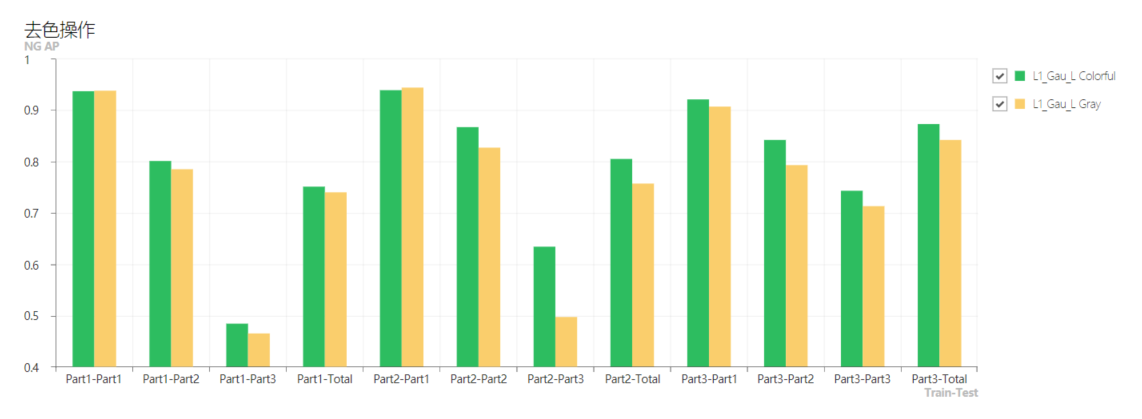 去色操作
NG AP
1
0.9
0.8
0.7
0.6
0.5
0.4
Part1-Part1 Part1-Part2 Part1-Part3 Part1-Total Part2-Part1 Part2-Part2 Part2-Part3 Part2-Total Part3-Part1 Part3-Part2 Part3-Part3 Part3-Total
Train-Test
L1_Gau_L Colorful
L1_Gau_L Gray